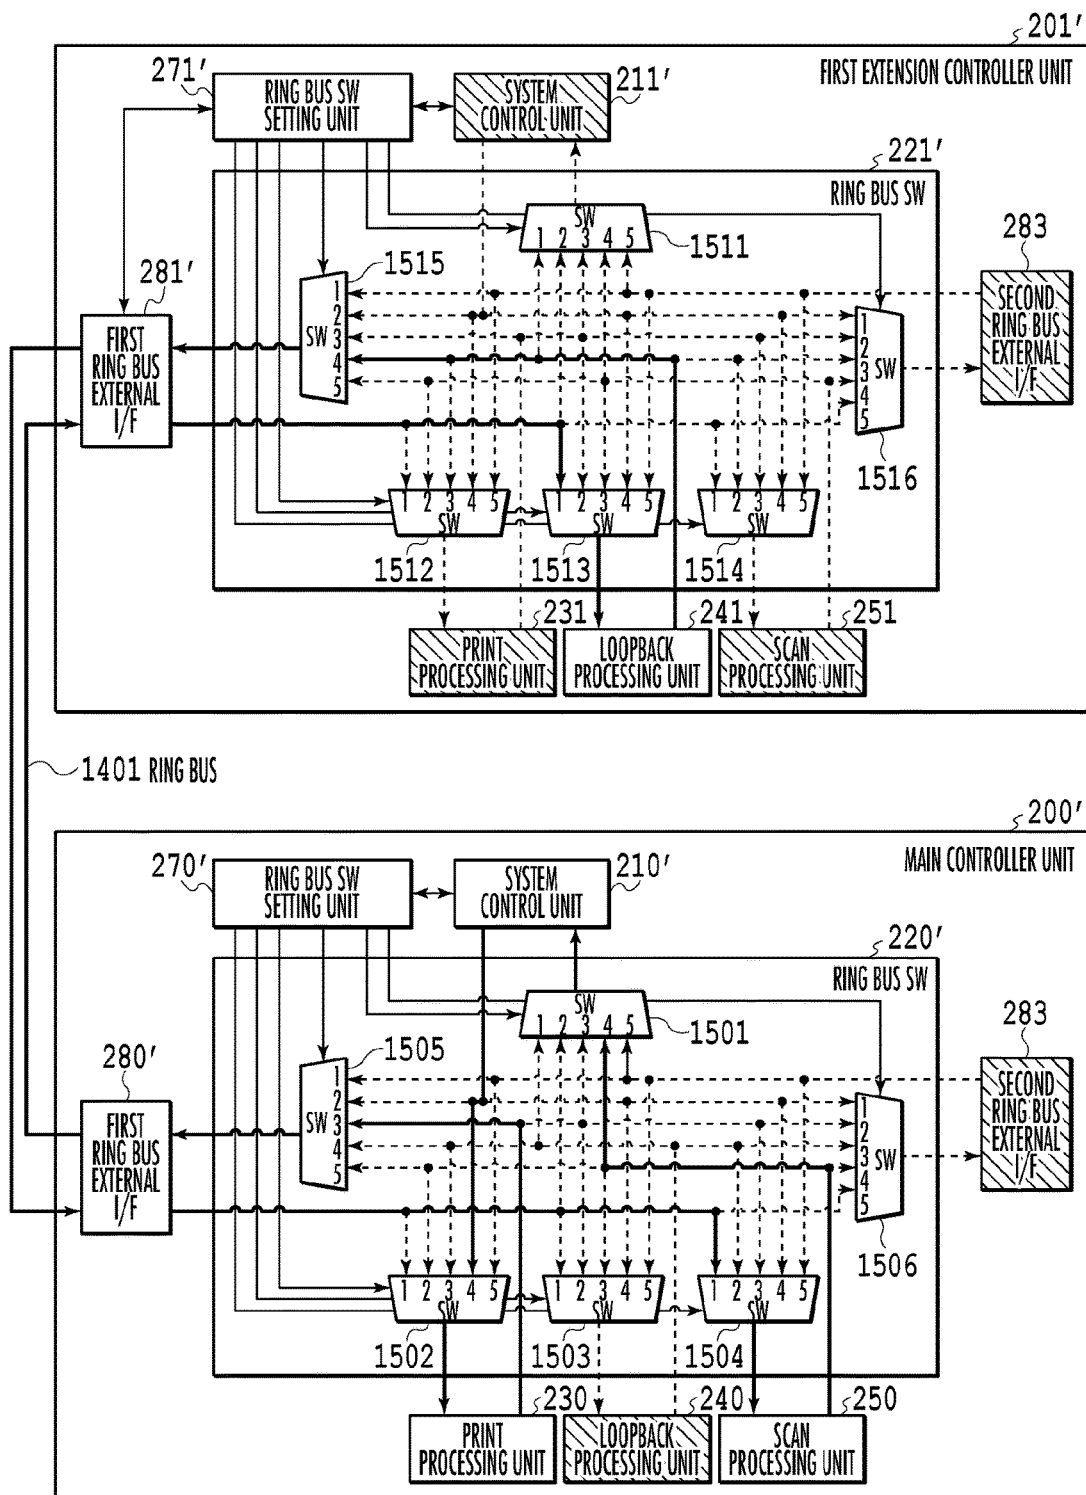 201'
FIRST EXTENSION CONTROLLER UNIT
271'
RING BUS SW
SETTING UNIT
SYSTEM
CONTROL UNIT
211'
221'
RING BUS SW
SW
1 2 3 4 5
1511
283
SECOND
RING BUS
EXTERNAL
I/F
1515
SW
1
2
3
4
5
281'
FIRST
RING BUS
EXTERNAL
I/F
1
2
3
4
5
SW
1516
1 2 3 4 5
SW
1512
1 2 3 4 5
SW
1513
1 2 3 4 5
SW
1514
231
PRINT
PROCESSING UNIT
241
LOOPBACK
PROCESSING UNIT
251
SCAN
PROCESSING UNIT
1401 RING BUS
200'
MAIN CONTROLLER UNIT
270'
RING BUS SW
SETTING UNIT
SYSTEM
CONTROL UNIT
210'
220'
RING BUS SW
SW
1 2 3 4 5
1501
283
SECOND
RING BUS
EXTERNAL
I/F
1505
SW
1
2
3
4
5
280'
FIRST
RING BUS
EXTERNAL
I/F
1
2
3
4
5
SW
1506
1 2 3 4 5
SW
1502
1 2 3 4 5
SW
1503
1 2 3 4 5
SW
1504
230
PRINT
PROCESSING UNIT
240
LOOPBACK
PROCESSING UNIT
250
SCAN
PROCESSING UNIT